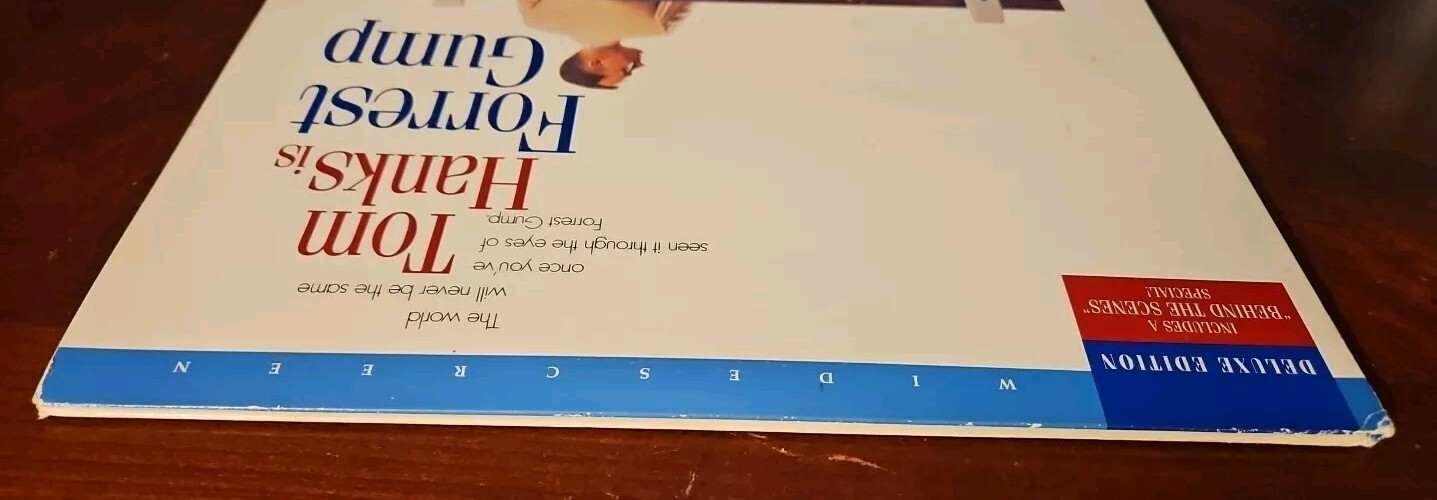 DELUXE EDITION
INCLUDES A
"BEHIND THE SCENES"
SPECIAL!
WIDESCREEN
The world
will never be the same
once you've
seen it through the eyes of
Forrest Gump.
Tom
Hanks is
Forrest
Gump